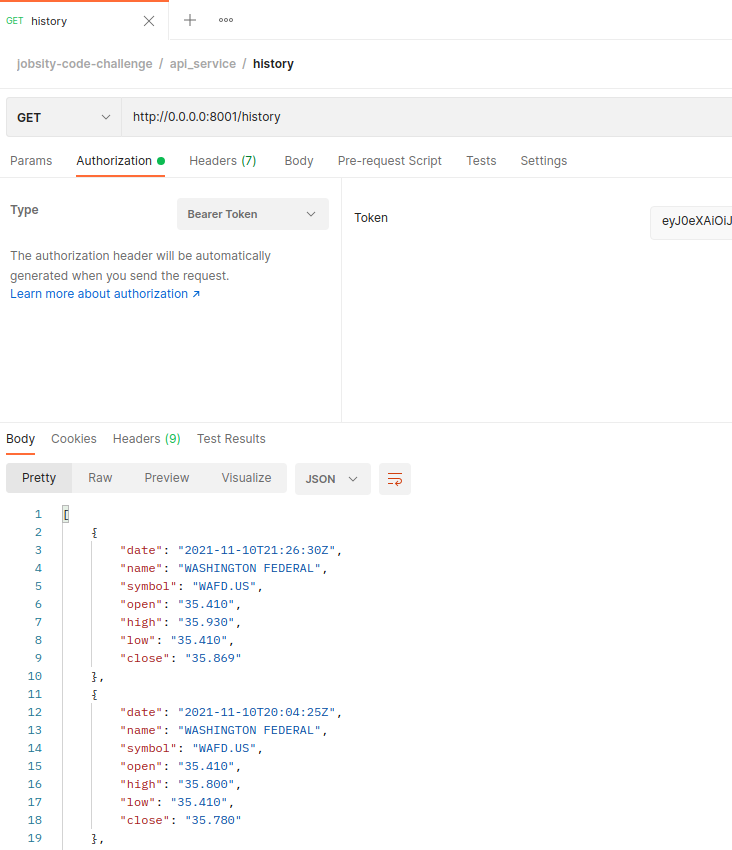 GET history
jobsity-code-challenge / api_service / history
GET http://0.0.0.0:8001/history
Params Authorization Headers (7) Body Pre-request Script Tests Settings
Type Bearer Token
The authorization header will be automatically
generated when you send the request.
Learn more about authorization ↗
Token eyJ0eXAiOiJ
Body Cookies Headers (9) Test Results
Pretty Raw Preview Visualize JSON
1 [
2 {
3 "date": "2021-11-10T21:26:30Z",
4 "name": "WASHINGTON FEDERAL",
5 "symbol": "WAFD.US",
6 "open": "35.410",
7 "high": "35.930",
8 "low": "35.410",
9 "close": "35.869"
10 },
11 {
12 "date": "2021-11-10T20:04:25Z",
13 "name": "WASHINGTON FEDERAL",
14 "symbol": "WAFD.US",
15 "open": "35.410",
16 "high": "35.800",
17 "low": "35.410",
18 "close": "35.780"
19 },